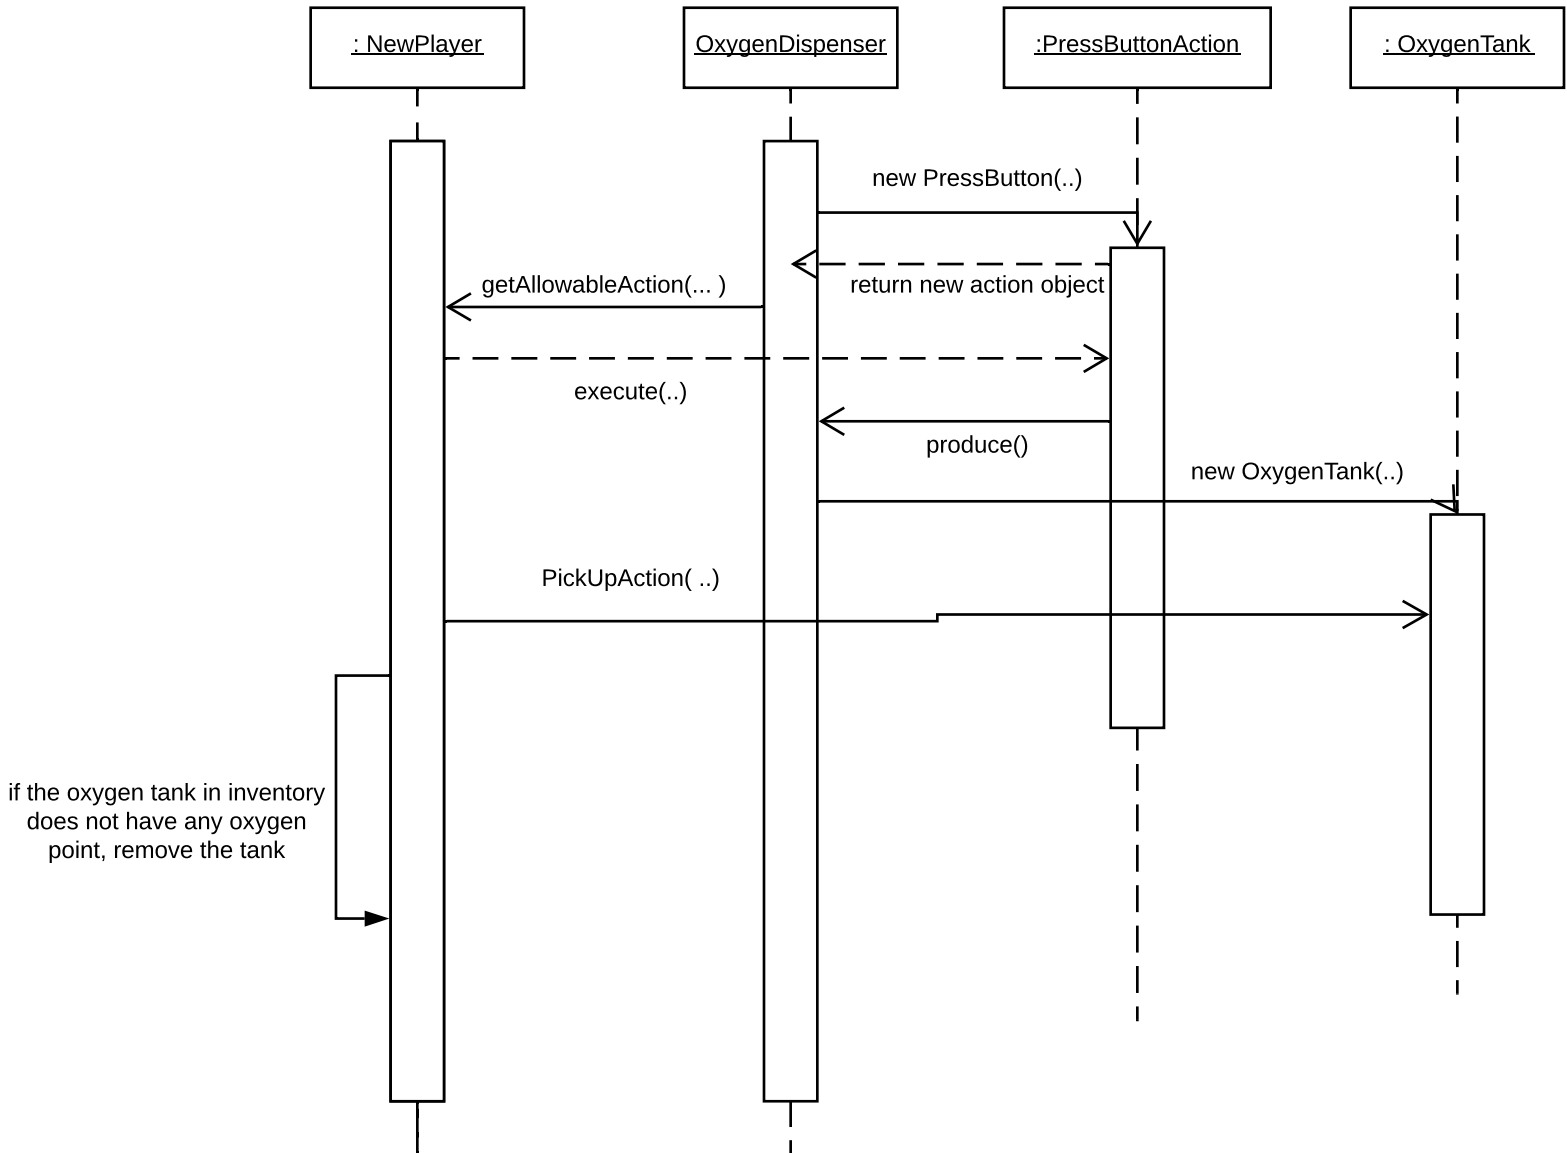 : NewPlayer
OxygenDispenser
:PressButtonAction
: OxygenTank
new PressButton(..)
return new action object
getAllowableAction(... )
execute(..)
produce()
new OxygenTank(..)
PickUpAction( ..)
if the oxygen tank in inventory
does not have any oxygen
point, remove the tank